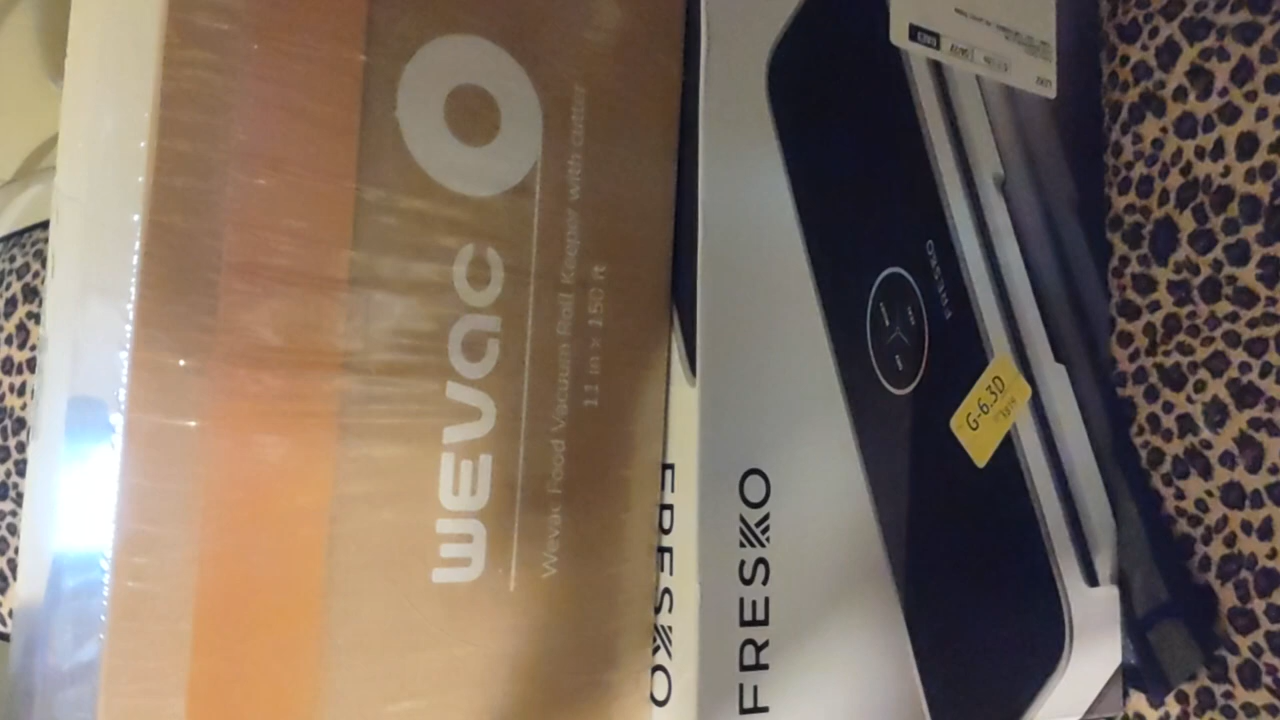 wevac
Wevac Food Vacuum Roll Keeper with cutter
11 in x 150 ft
FRESKO
FRESKO
FRESKO
G-6.3D